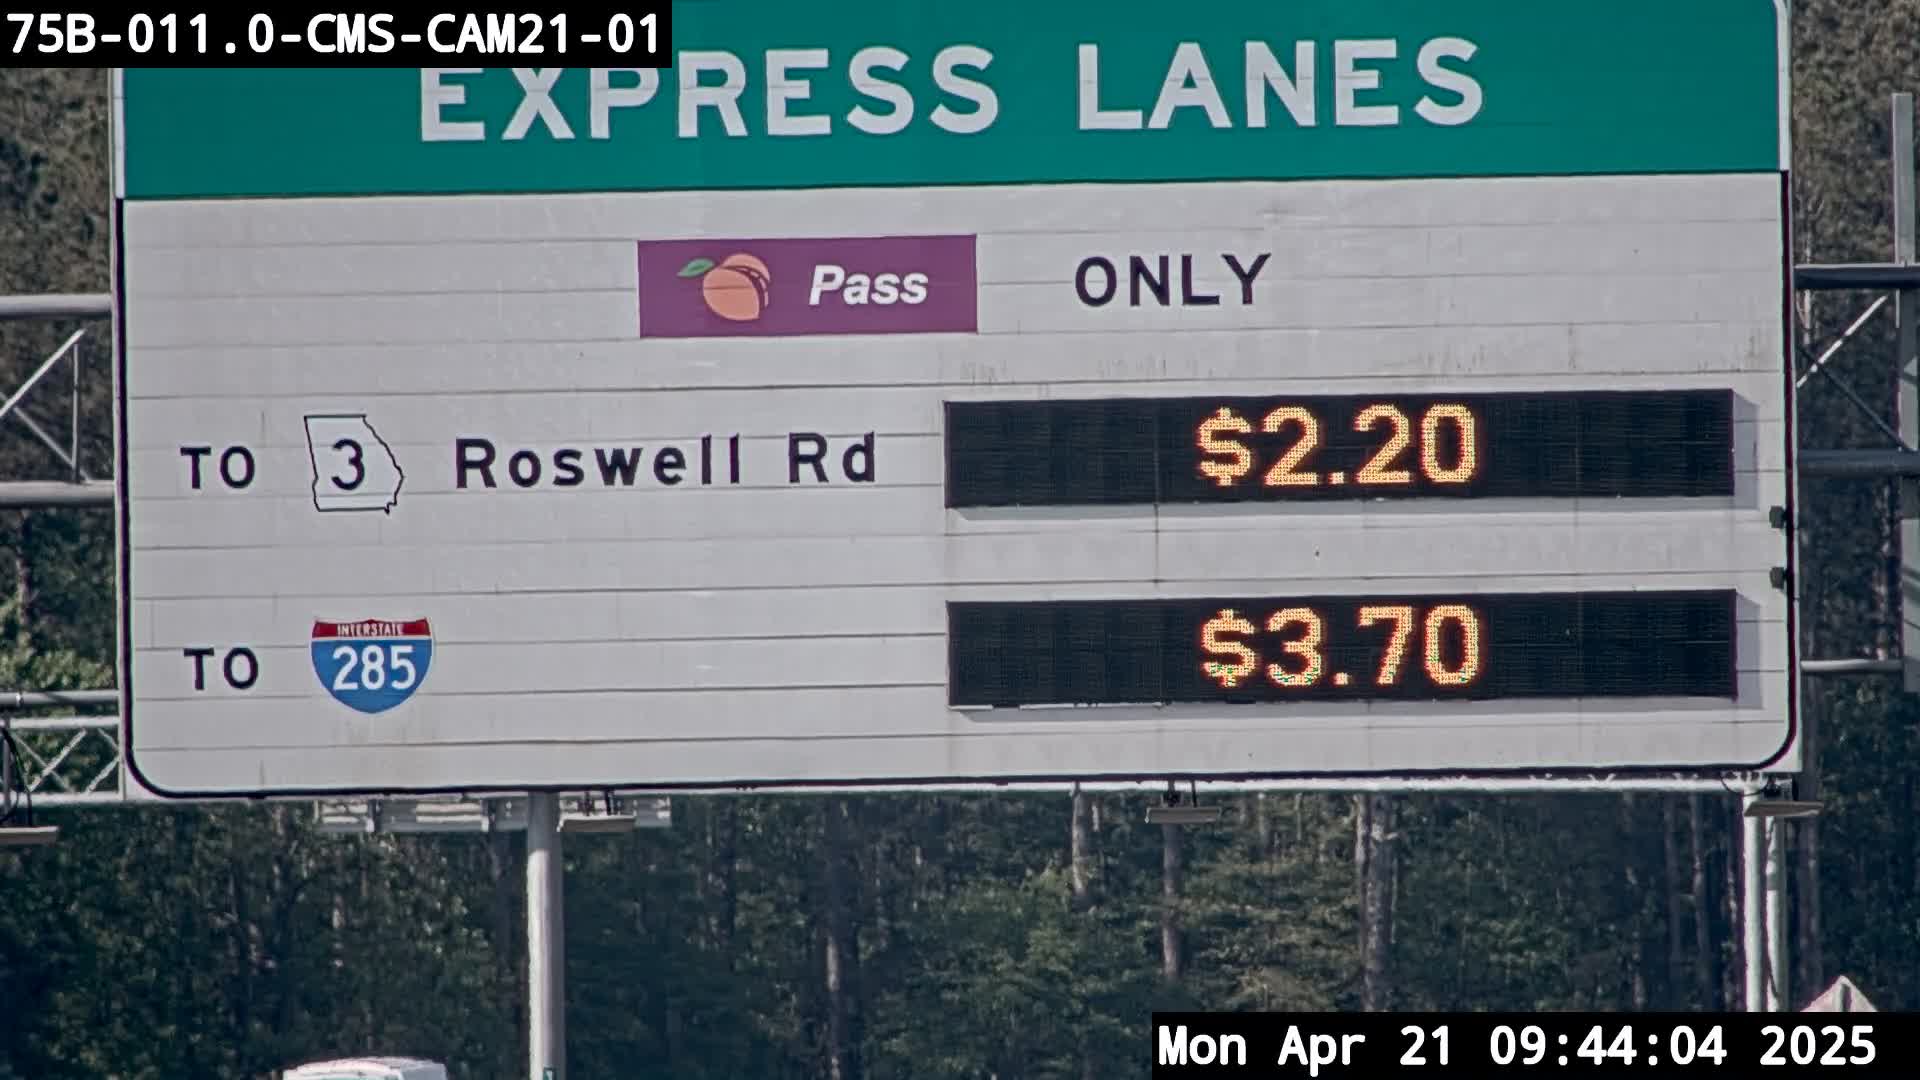 75B-011.0-CMS-CAM21-01
EXPRESS LANES
Pass ONLY
TO 3 Roswell Rd $2.20
TO INTERSTATE 285 $3.70
Mon Apr 21 09:44:04 2025